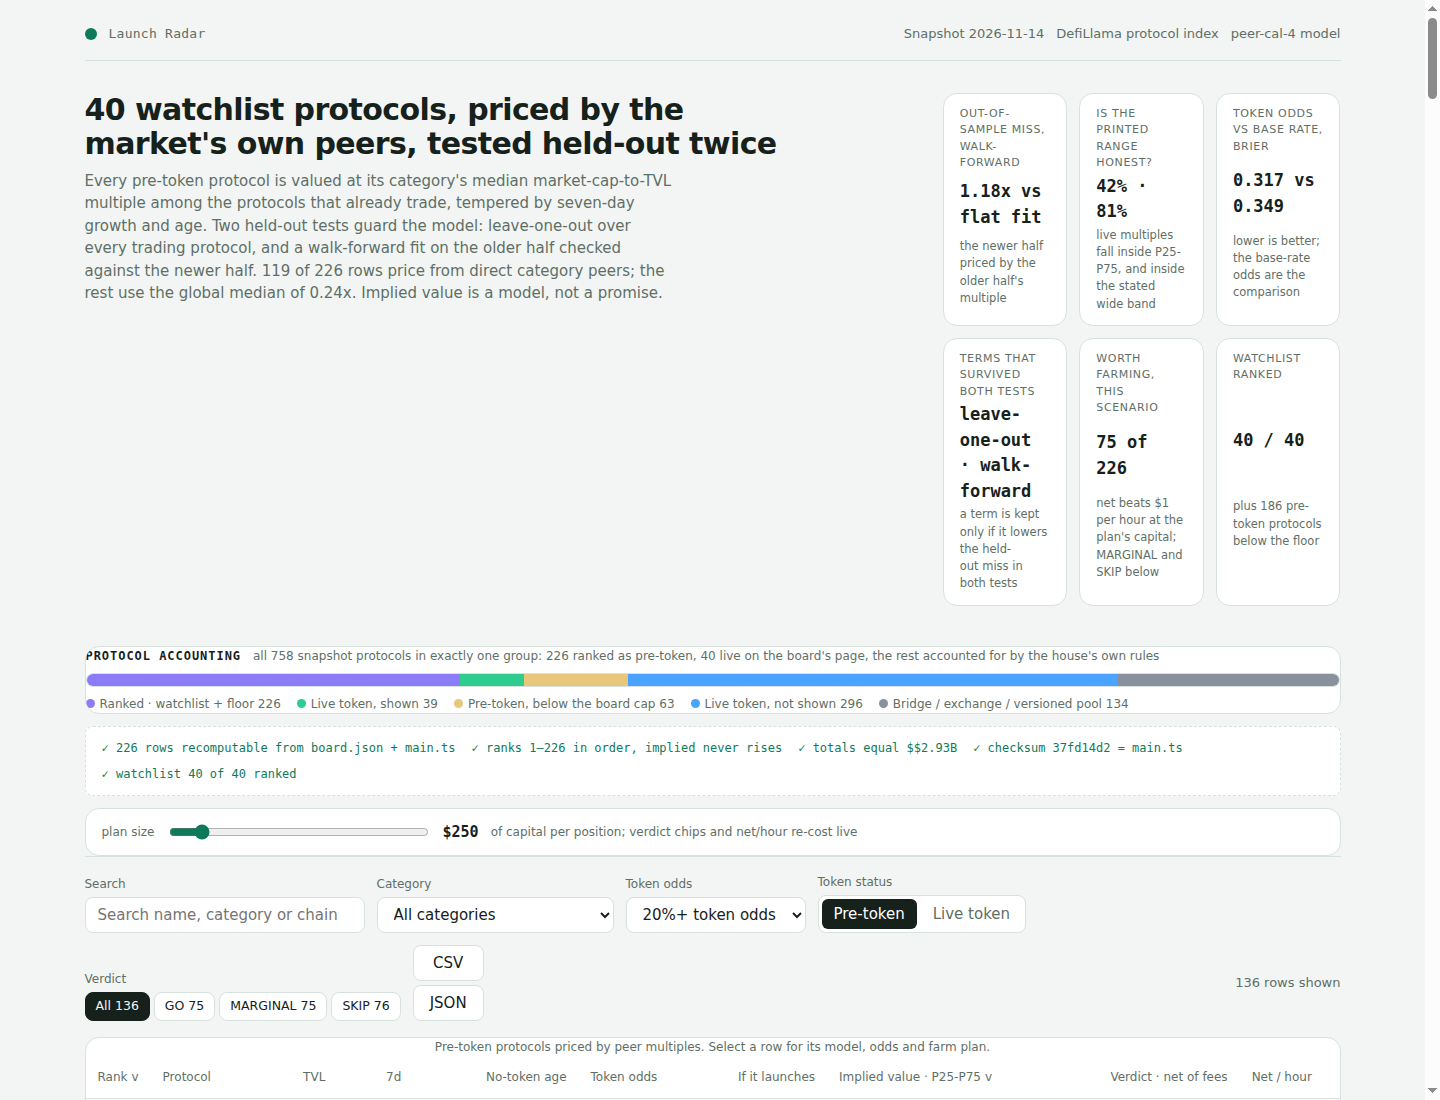 Launch Radar
Snapshot 2026-11-14 DefiLlama protocol index peer-cal-4 model
40 watchlist protocols, priced by the
market's own peers, tested held-out twice
Every pre-token protocol is valued at its category's median market-cap-to-TVL
multiple among the protocols that already trade, tempered by seven-day
growth and age. Two held-out tests guard the model: leave-one-out over
every trading protocol, and a walk-forward fit on the older half checked
against the newer half. 119 of 226 rows price from direct category peers; the
rest use the global median of 0.24x. Implied value is a model, not a promise.
OUT-OF-
SAMPLE MISS,
WALK-
FORWARD
1.18x vs
flat fit
the newer half
priced by the
older half's
multiple
IS THE
PRINTED
RANGE
HONEST?
42% ·
81%
live multiples
fall inside P25-
P75, and inside
the stated
wide band
TOKEN ODDS
VS BASE RATE,
BRIER
0.317 vs
0.349
lower is better;
the base-rate
odds are the
comparison
TERMS THAT
SURVIVED
BOTH TESTS
leave-
one-out
· walk-
forward
a term is kept
only if it lowers
the held-
out miss in
both tests
WORTH
FARMING,
THIS
SCENARIO
75 of
226
net beats $1
per hour at the
plan's capital;
MARGINAL and
SKIP below
WATCHLIST
RANKED
40 / 40
plus 186 pre-
token protocols
below the floor
PROTOCOL ACCOUNTING all 758 snapshot protocols in exactly one group: 226 ranked as pre-token, 40 live on the board's page, the rest accounted for by the house's own rules
Ranked · watchlist + floor 226 Live token, shown 39 Pre-token, below the board cap 63 Live token, not shown 296 Bridge / exchange / versioned pool 134
✓ 226 rows recomputable from board.json + main.ts ✓ ranks 1–226 in order, implied never rises ✓ totals equal $$2.93B ✓ checksum 37fd14d2 = main.ts
✓ watchlist 40 of 40 ranked
plan size $250 of capital per position; verdict chips and net/hour re-cost live
Search Category Token odds Token status
Search name, category or chain All categories 20%+ token odds Pre-token Live token
Verdict
All 136 GO 75 MARGINAL 75 SKIP 76
CSV
JSON
136 rows shown
Pre-token protocols priced by peer multiples. Select a row for its model, odds and farm plan.
Rank v Protocol TVL 7d No-token age Token odds If it launches Implied value · P25-P75 v Verdict · net of fees Net / hour